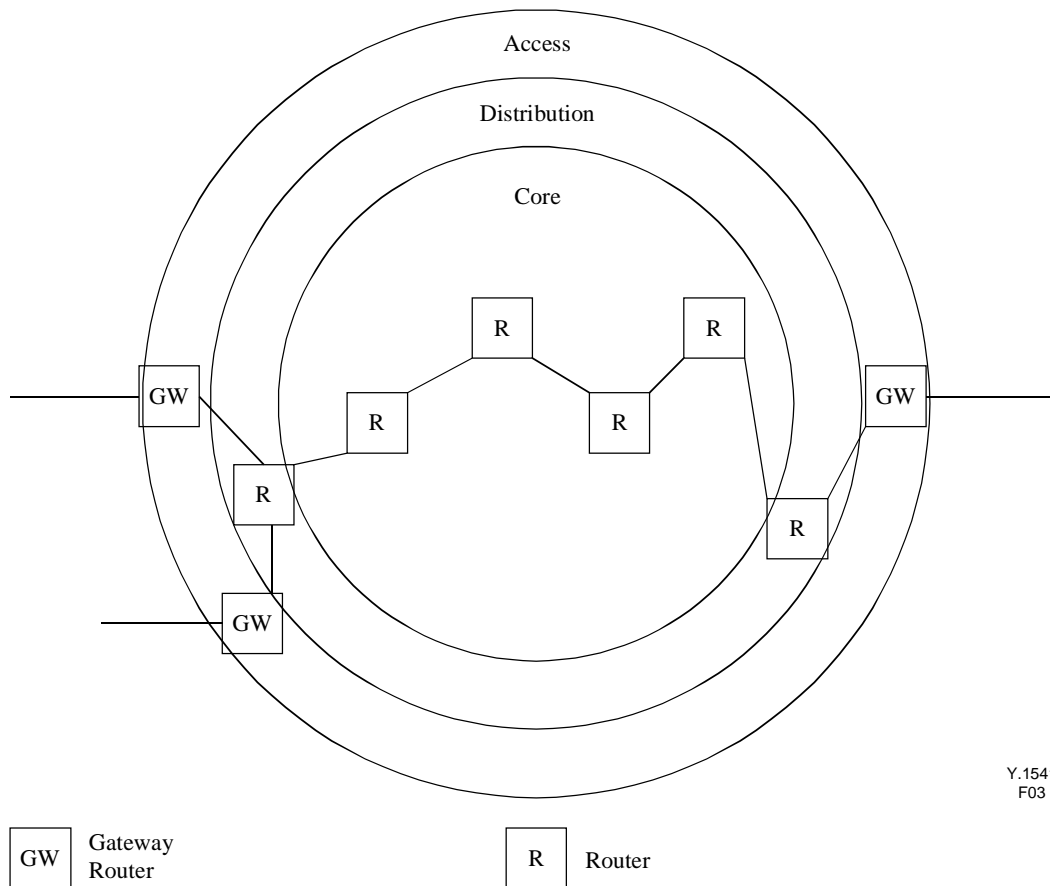 Access
Distribution
Core
R
R
GW
GW
R
R
R
R
GW
Y.154
F03
GW
Gateway
Router
R
Router